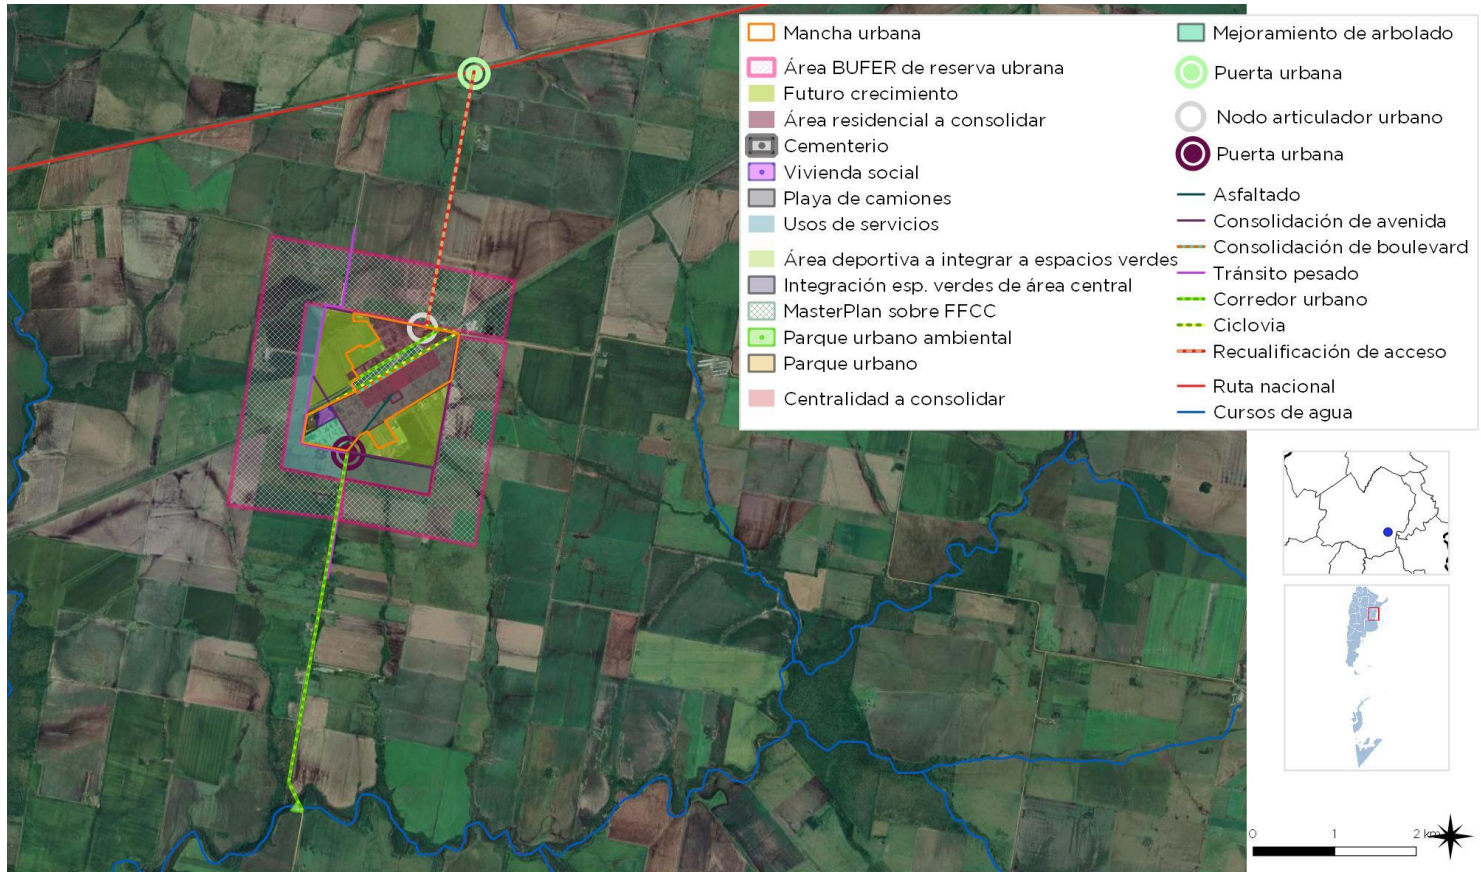 Mancha urbana
Área BUFER de reserva ubrana
Futuro crecimiento
Área residencial a consolidar
Cementerio
Vivienda social
Playa de camiones
Usos de servicios
Área deportiva a integrar a espacios verdes
Integración esp. verdes de área central
MasterPlan sobre FFCC
Parque urbano ambiental
Parque urbano
Centralidad a consolidar
Mejoramiento de arbolado
Puerta urbana
Nodo articulador urbano
Puerta urbana
Asfaltado
Consolidación de avenida
Consolidación de boulevard
Tránsito pesado
Corredor urbano
Ciclovia
Recualificación de acceso
Ruta nacional
Cursos de agua
0 1 2 km